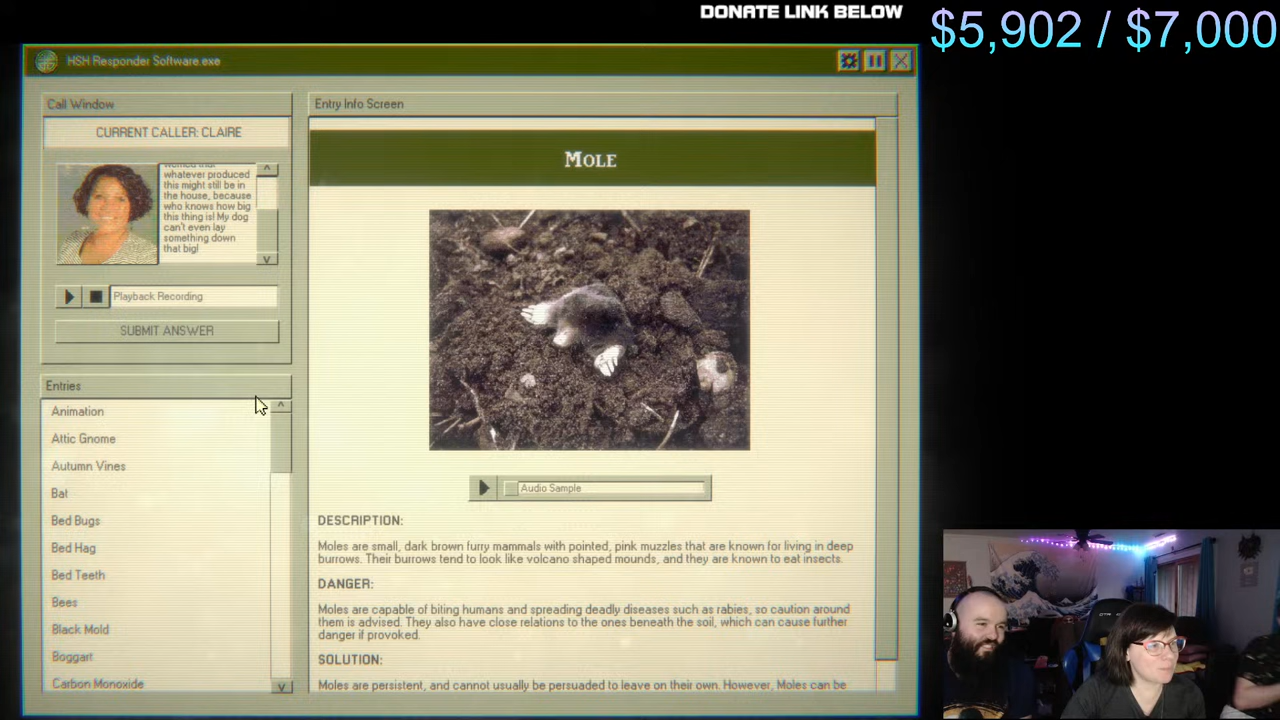 DONATE LINK BELOW
$5,902 / $7,000
HSH Responder Software.exe
Call Window
CURRENT CALLER: CLAIRE
whatever produced
this might still be in
the house, because
who knows how big
this thing is! My dog
can't even lay
something down
that big!
Playback Recording
SUBMIT ANSWER
Entries
Animation
Attic Gnome
Autumn Vines
Bat
Bed Bugs
Bed Hag
Bed Teeth
Bees
Black Mold
Boggart
Carbon Monoxide
Entry Info Screen
MOLE
Audio Sample
DESCRIPTION:
Moles are small, dark brown furry mammals with pointed, pink muzzles that are known for living in deep
burrows. Their burrows tend to look like volcano shaped mounds, and they are known to eat insects.
DANGER:
Moles are capable of biting humans and spreading deadly diseases such as rabies, so caution around
them is advised. They also have close relations to the ones beneath the soil, which can cause further
danger if provoked.
SOLUTION:
Moles are persistent, and cannot usually be persuaded to leave on their own. However, Moles can be